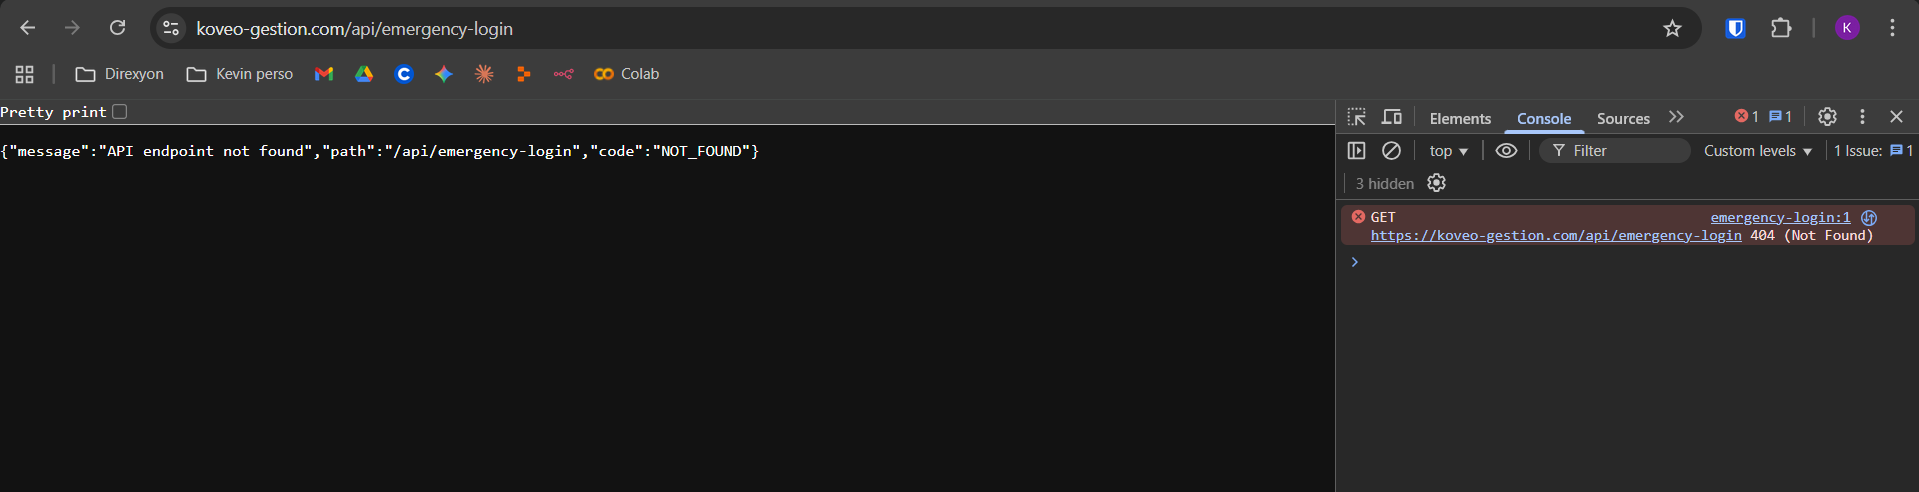 koveo-gestion.com/api/emergency-login
K
Direxyon
Kevin perso
Colab
Pretty print
{"message":"API endpoint not found","path":"/api/emergency-login","code":"NOT_FOUND"}
Elements Console Sources 1 1
top Filter Custom levels 1 Issue: 1
3 hidden
GET emergency-login:1
https://koveo-gestion.com/api/emergency-login 404 (Not Found)